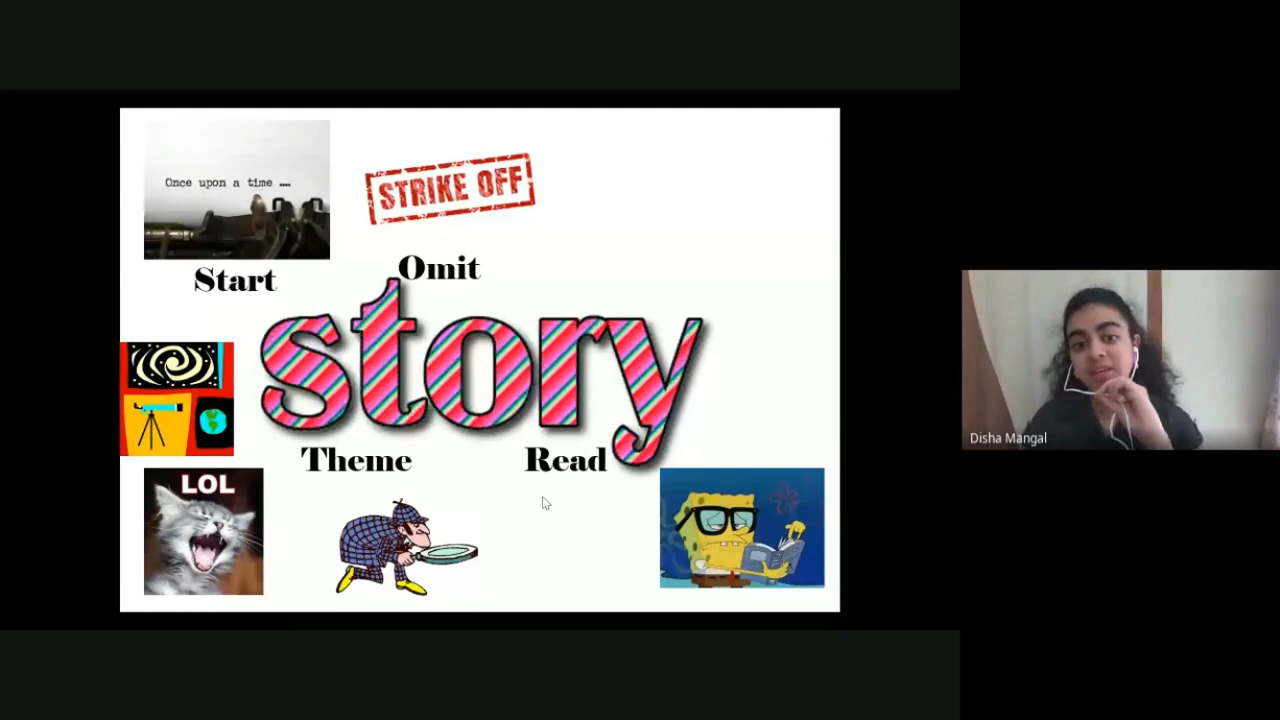 Once upon a time ....
STRIKE OFF
Start
Omit
story
Theme
Read
LOL
Disha Mangal